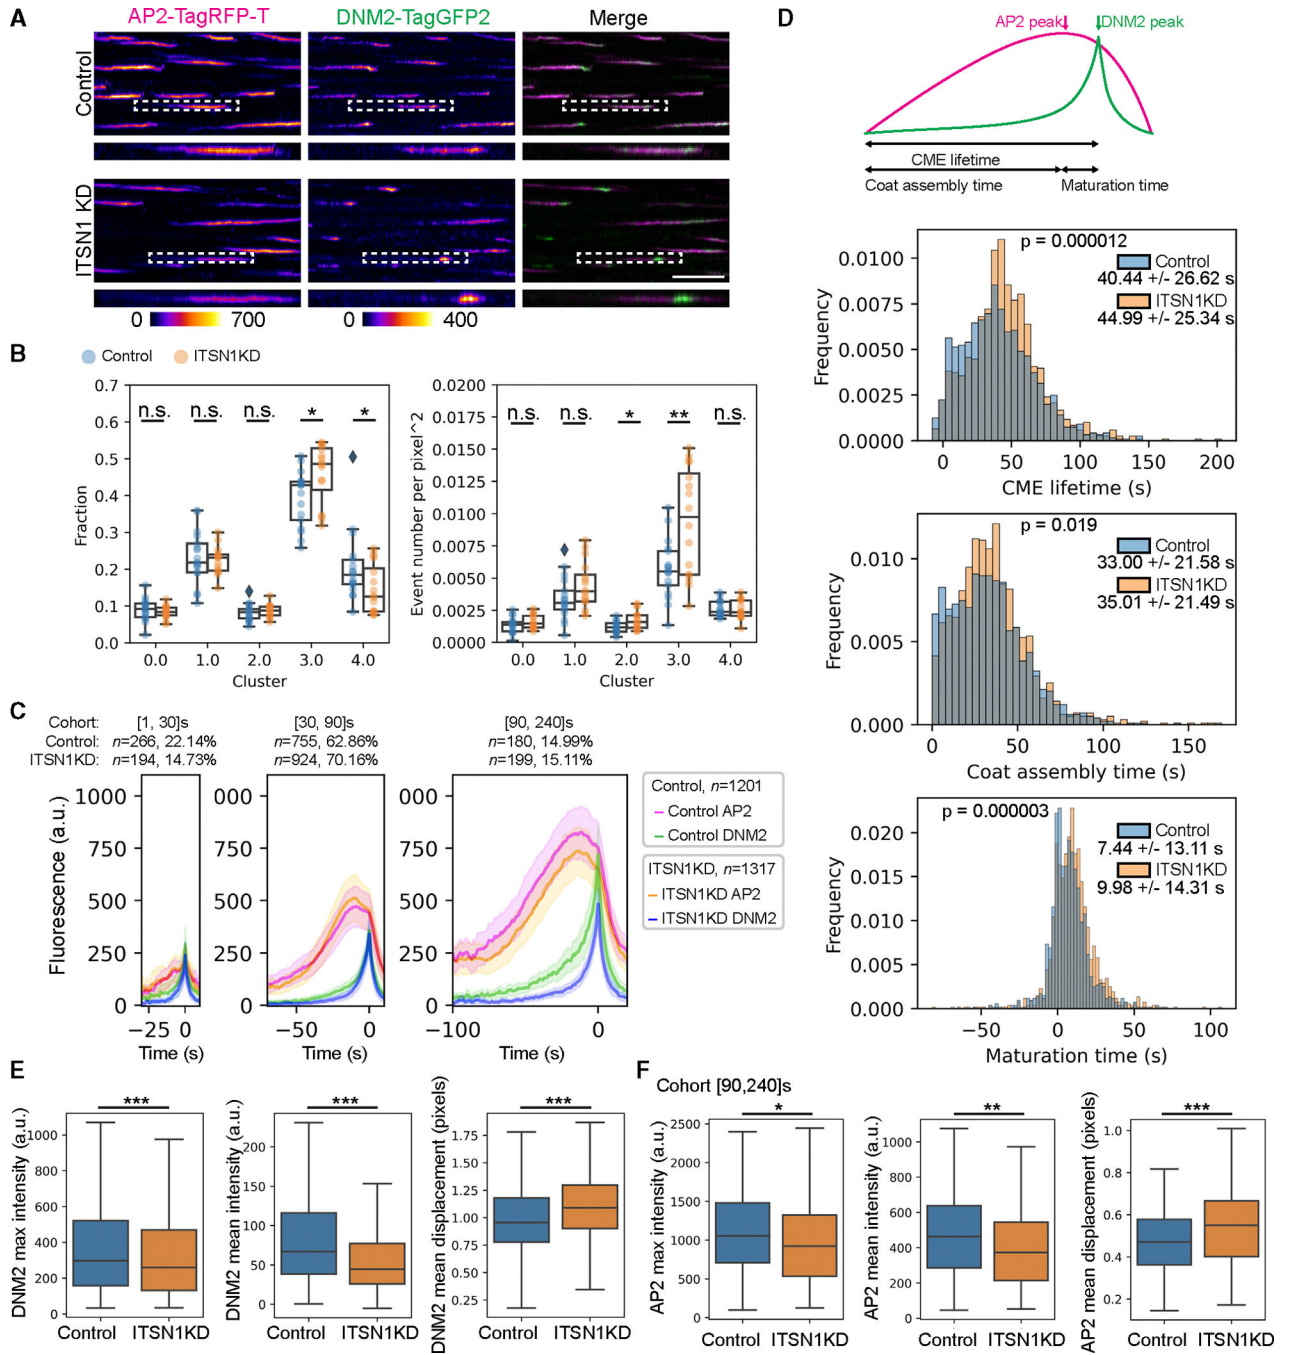 A
AP2-TagRFP-T
DNM2-TagGFP2
Merge
Control
ITSN1 KD
0 700
0 400
B
Control ITSN1KD
Fraction
0.7
0.6
0.5
0.4
0.3
0.2
0.1
0.0
n.s. n.s. n.s. * *
0.0 1.0 2.0 3.0 4.0
Cluster
Event number per pixel^2
0.0200
0.0175
0.0150
0.0125
0.0100
0.0075
0.0050
0.0025
0.0000
n.s. n.s. * ** n.s.
0.0 1.0 2.0 3.0 4.0
Cluster
C
Cohort: [1, 30]s [30, 90]s [90, 240]s
Control: n=266, 22.14% n=755, 62.86% n=180, 14.99%
ITSN1KD: n=194, 14.73% n=924, 70.16% n=199, 15.11%
Fluorescence (a.u.)
1000
750
500
250
0
−25 0
Time (s)
000
750
500
250
0
−50 0
Time (s)
000
750
500
250
0
−100 0
Time (s)
Control, n=1201
Control AP2
Control DNM2
ITSN1KD, n=1317
ITSN1KD AP2
ITSN1KD DNM2
D
AP2 peak
DNM2 peak
CME lifetime
Coat assembly time
Maturation time
Frequency
0.0100
0.0075
0.0050
0.0025
0.0000
p = 0.000012
Control
40.44 +/- 26.62 s
ITSN1KD
44.99 +/- 25.34 s
0 50 100 150 200
CME lifetime (s)
Frequency
0.010
0.005
0.000
p = 0.019
Control
33.00 +/- 21.58 s
ITSN1KD
35.01 +/- 21.49 s
0 50 100 150
Coat assembly time (s)
Frequency
0.020
0.015
0.010
0.005
0.000
p = 0.000003
Control
7.44 +/- 13.11 s
ITSN1KD
9.98 +/- 14.31 s
−50 0 50 100
Maturation time (s)
E
DNM2 max intensity (a.u.)
***
1000
800
600
400
200
0
Control ITSN1KD
DNM2 mean intensity (a.u.)
***
200
150
100
50
0
Control ITSN1KD
DNM2 mean displacement (pixels)
***
1.75
1.50
1.25
1.00
0.75
0.50
0.25
Control ITSN1KD
F
Cohort [90,240]s
AP2 max intensity (a.u.)
*
2500
2000
1500
1000
500
0
Control ITSN1KD
AP2 mean intensity (a.u.)
**
1000
800
600
400
200
0
Control ITSN1KD
AP2 mean displacement (pixels)
***
1.0
0.8
0.6
0.4
0.2
Control ITSN1KD